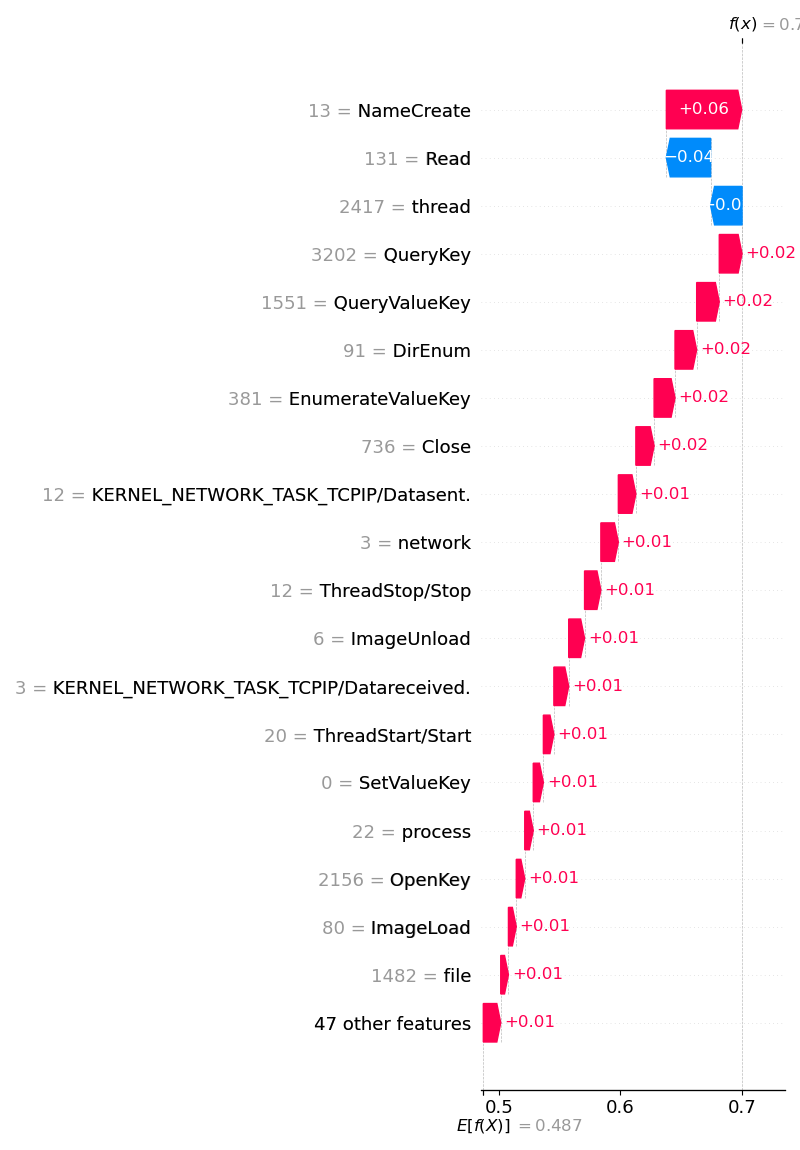 f(x) = 0.7
13 = NameCreate +0.06
131 = Read −0.04
2417 = thread −0.0
3202 = QueryKey +0.02
1551 = QueryValueKey +0.02
91 = DirEnum +0.02
381 = EnumerateValueKey +0.02
736 = Close +0.02
12 = KERNEL_NETWORK_TASK_TCPIP/Datasent. +0.01
3 = network +0.01
12 = ThreadStop/Stop +0.01
6 = ImageUnload +0.01
3 = KERNEL_NETWORK_TASK_TCPIP/Datareceived. +0.01
20 = ThreadStart/Start +0.01
0 = SetValueKey +0.01
22 = process +0.01
2156 = OpenKey +0.01
80 = ImageLoad +0.01
1482 = file +0.01
47 other features +0.01
0.5 0.6 0.7
E[f(X)] = 0.487